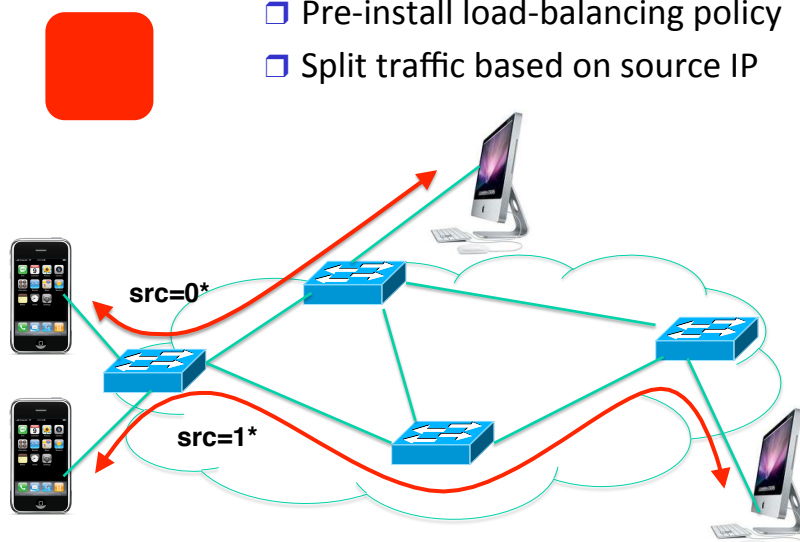 Pre-install load-balancing policy
Split traffic based on source IP
src=0*
src=1*